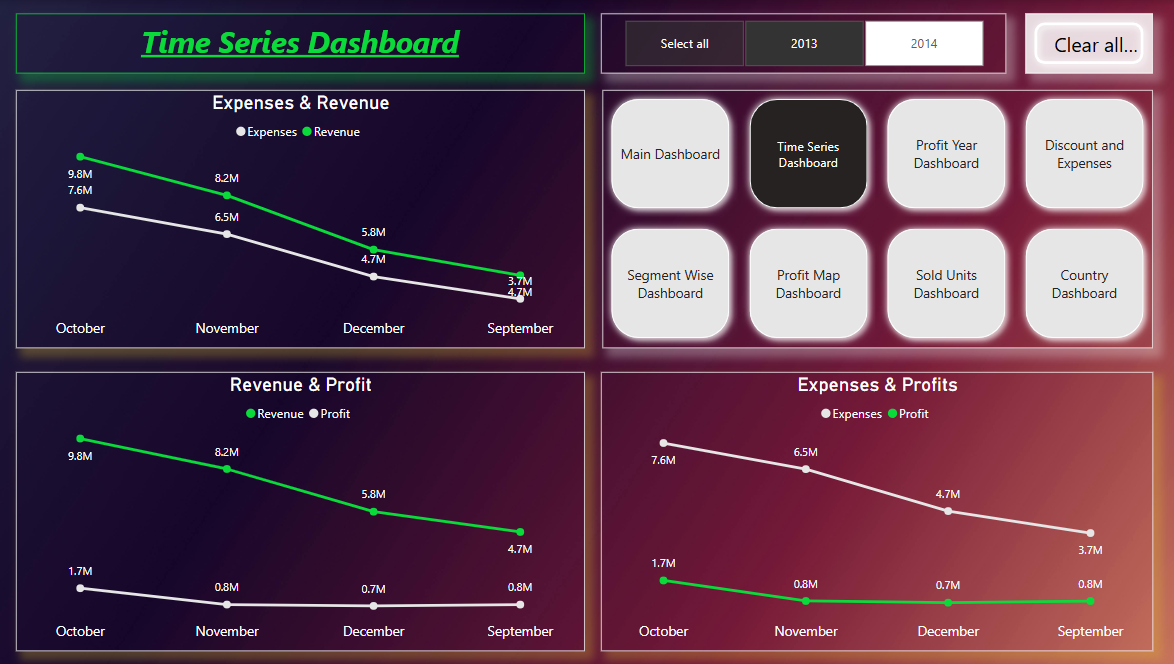 Time Series Dashboard
Select all
2013
2014
Clear all...
Expenses & Revenue
Expenses Revenue
9.8M
7.6M
8.2M
6.5M
5.8M
4.7M
3.7M
4.7M
October November December September
Main Dashboard
Time Series
Dashboard
Profit Year
Dashboard
Discount and
Expenses
Segment Wise
Dashboard
Profit Map
Dashboard
Sold Units
Dashboard
Country
Dashboard
Revenue & Profit
Revenue Profit
9.8M
8.2M
5.8M
4.7M
1.7M
0.8M
0.7M
0.8M
October November December September
Expenses & Profits
Expenses Profit
7.6M
6.5M
4.7M
3.7M
1.7M
0.8M
0.7M
0.8M
October November December September